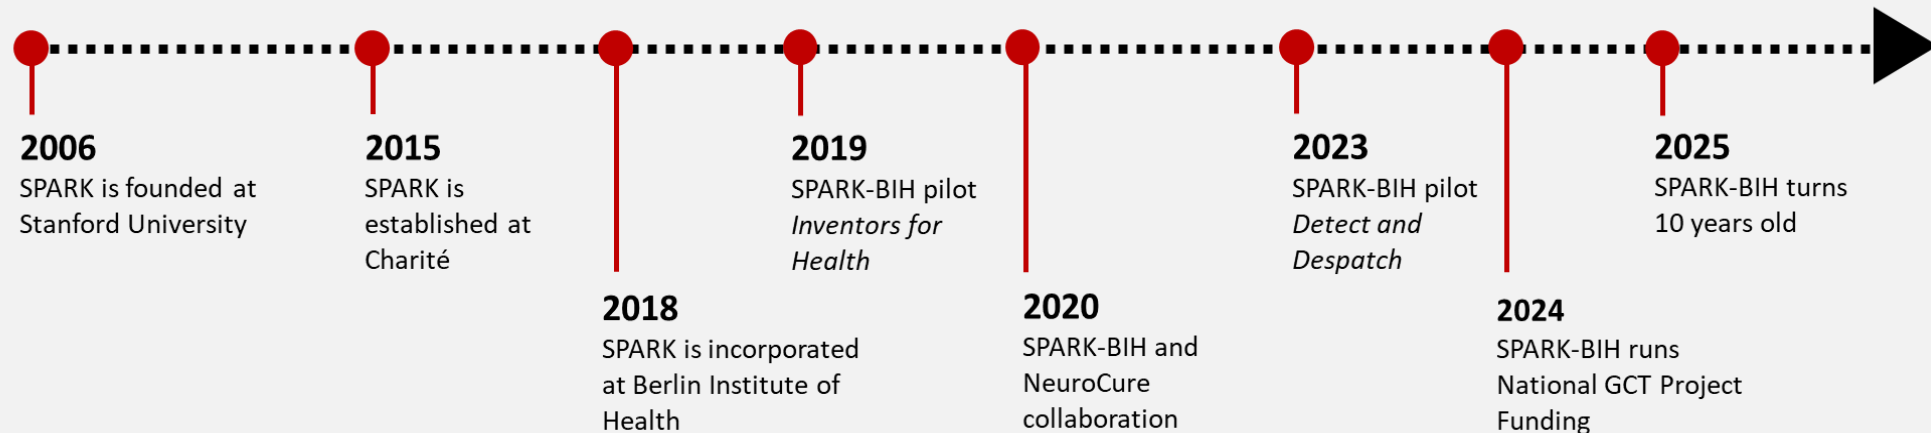 2006
SPARK is founded at
Stanford University
2015
SPARK is
established at
Charité
2018
SPARK is incorporated
at Berlin Institute of
Health
2019
SPARK-BIH pilot
Inventors for
Health
2020
SPARK-BIH and
NeuroCure
collaboration
2023
SPARK-BIH pilot
Detect and
Despatch
2024
SPARK-BIH runs
National GCT Project
Funding
2025
SPARK-BIH turns
10 years old